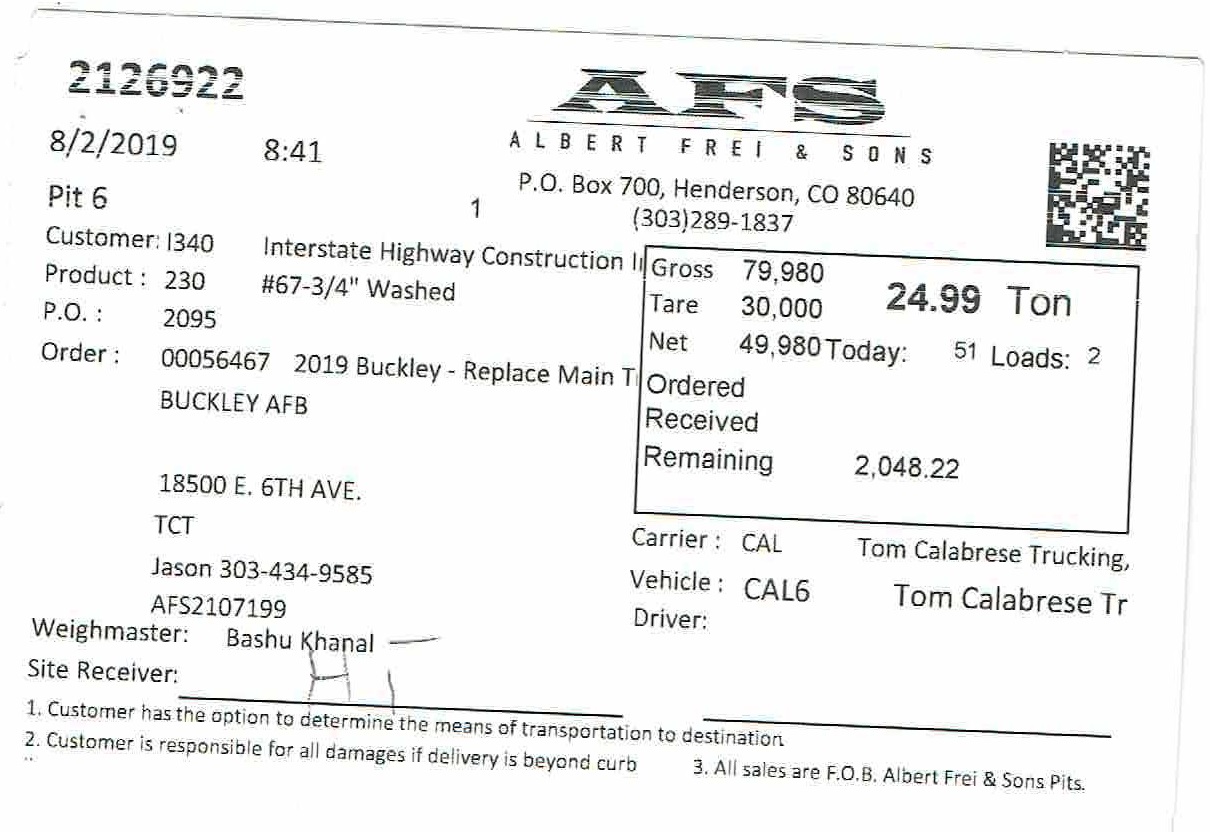 2126922
AFS
ALBERT FREI & SONS
8/2/2019 8:41
P.O. Box 700, Henderson, CO 80640
(303)289-1837
Pit 6 1
Customer: I340 Interstate Highway Construction I
Product : 230 #67-3/4" Washed
P.O. : 2095
Order : 00056467 2019 Buckley - Replace Main T
BUCKLEY AFB
18500 E. 6TH AVE.
TCT
Jason 303-434-9585
AFS2107199
Gross 79,980 24.99 Ton
Tare 30,000
Net 49,980 Today: 51 Loads: 2
Ordered
Received
Remaining 2,048.22
Carrier : CAL Tom Calabrese Trucking,
Vehicle : CAL6 Tom Calabrese Tr
Driver:
Weighmaster: Bashu Khanal
Site Receiver:
1. Customer has the option to determine the means of transportation to destination
2. Customer is responsible for all damages if delivery is beyond curb 3. All sales are F.O.B. Albert Frei & Sons Pits.